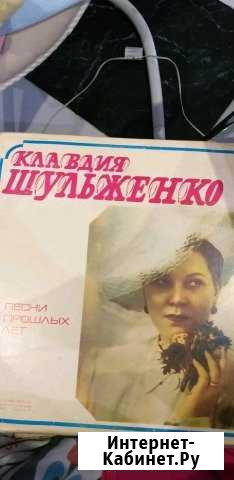 КЛАВДИЯ
ШУЛЬЖЕНКО
ПЕСНИ
ПРОШЛЫХ
ЛЕТ
Интернет-
Кабинет.Ру